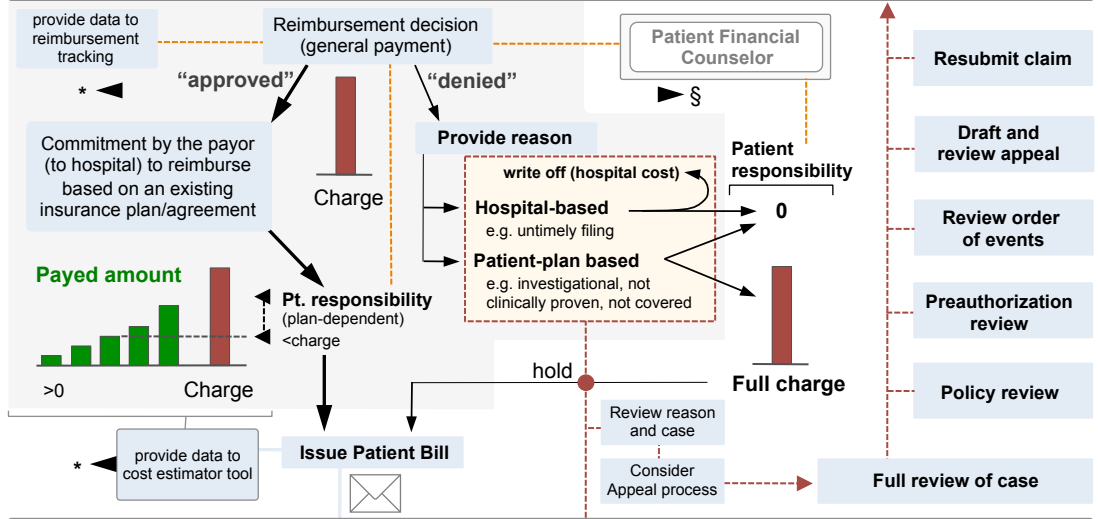 provide data to
reimbursement
tracking
*
Reimbursement decision
(general payment)
“approved”
“denied”
Patient Financial
Counselor
§
Commitment by the payor
(to hospital) to reimburse
based on an existing
insurance plan/agreement
Charge
Provide reason
write off (hospital cost)
Hospital-based
e.g. untimely filing
Patient-plan based
e.g. investigational, not
clinically proven, not covered
Patient
responsibility
0
Full charge
Payed amount
>0
Charge
Pt. responsibility
(plan-dependent)
<charge
hold
*
provide data to
cost estimator tool
Issue Patient Bill
Review reason
and case
Consider
Appeal process
Full review of case
Resubmit claim
Draft and
review appeal
Review order
of events
Preauthorization
review
Policy review